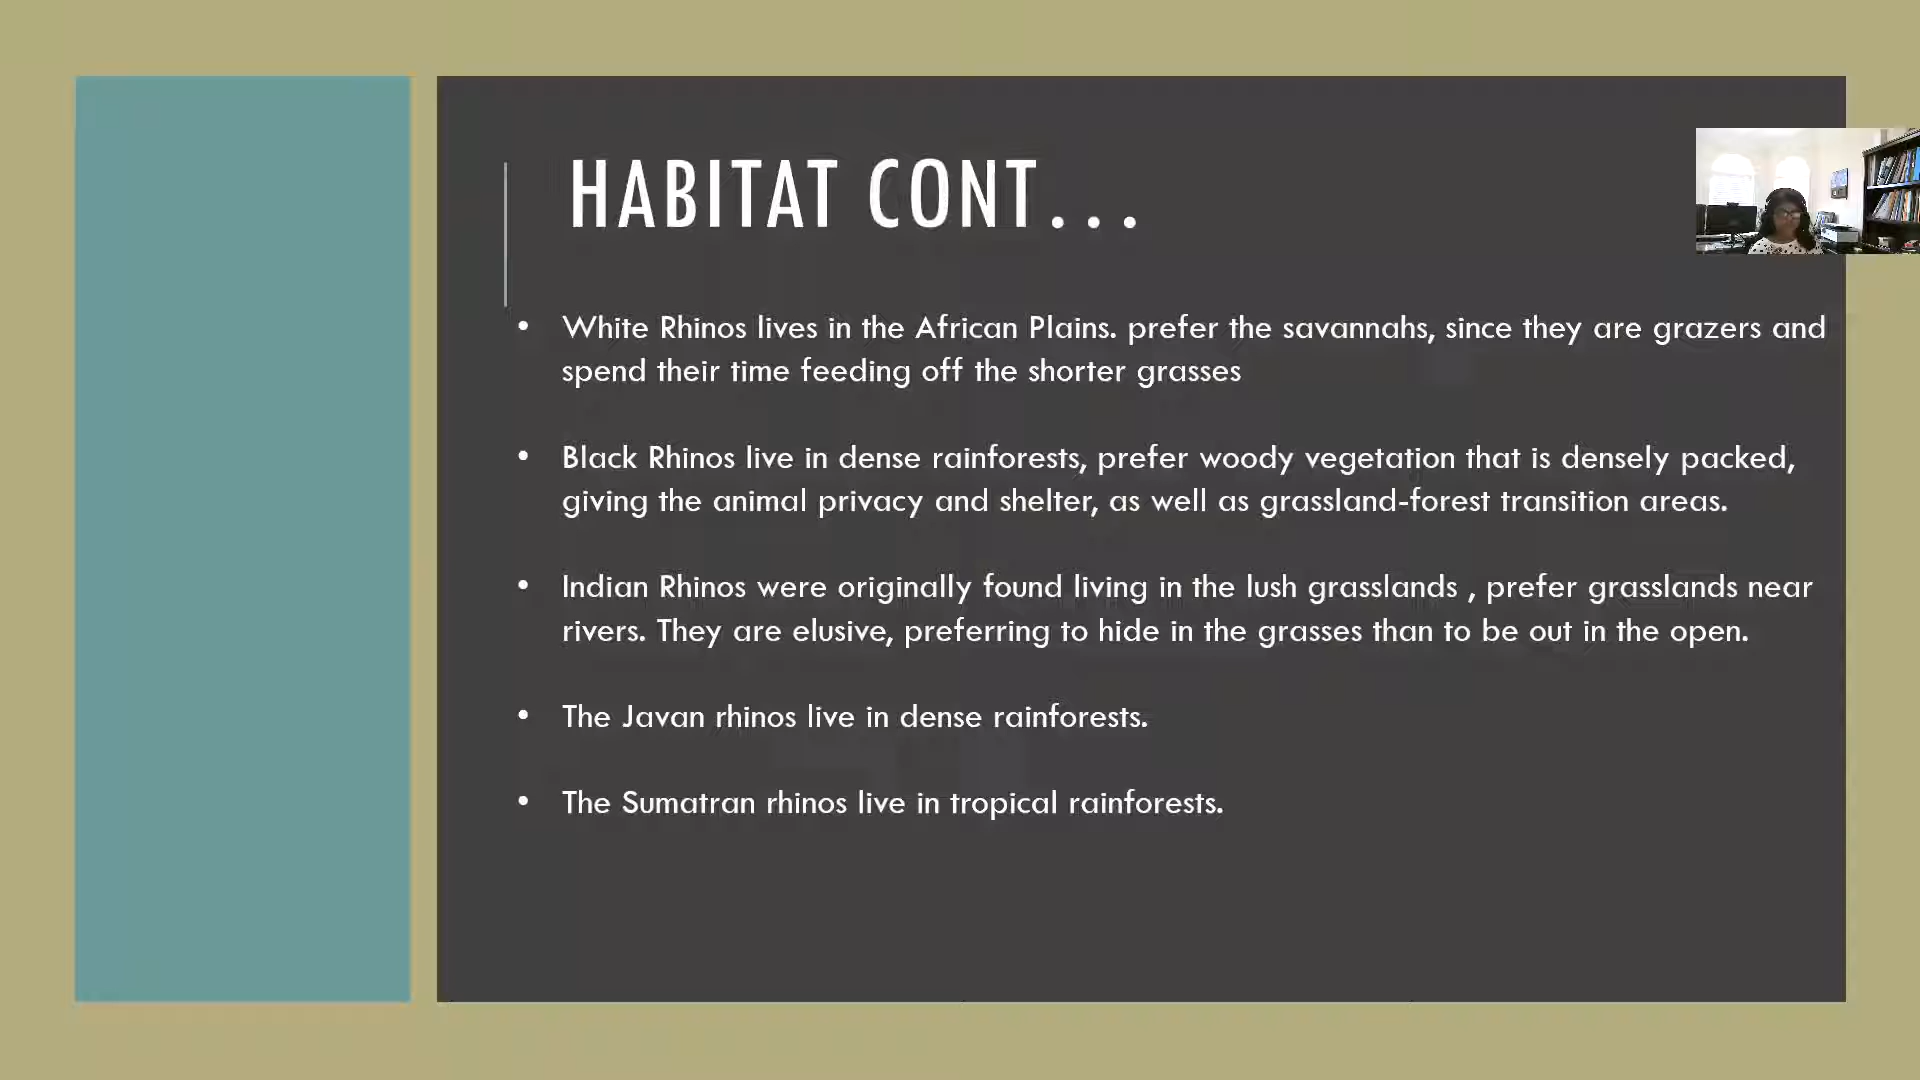 HABITAT CONT...
• White Rhinos lives in the African Plains. prefer the savannahs, since they are grazers and
spend their time feeding off the shorter grasses
• Black Rhinos live in dense rainforests, prefer woody vegetation that is densely packed,
giving the animal privacy and shelter, as well as grassland-forest transition areas.
• Indian Rhinos were originally found living in the lush grasslands , prefer grasslands near
rivers. They are elusive, preferring to hide in the grasses than to be out in the open.
• The Javan rhinos live in dense rainforests.
• The Sumatran rhinos live in tropical rainforests.